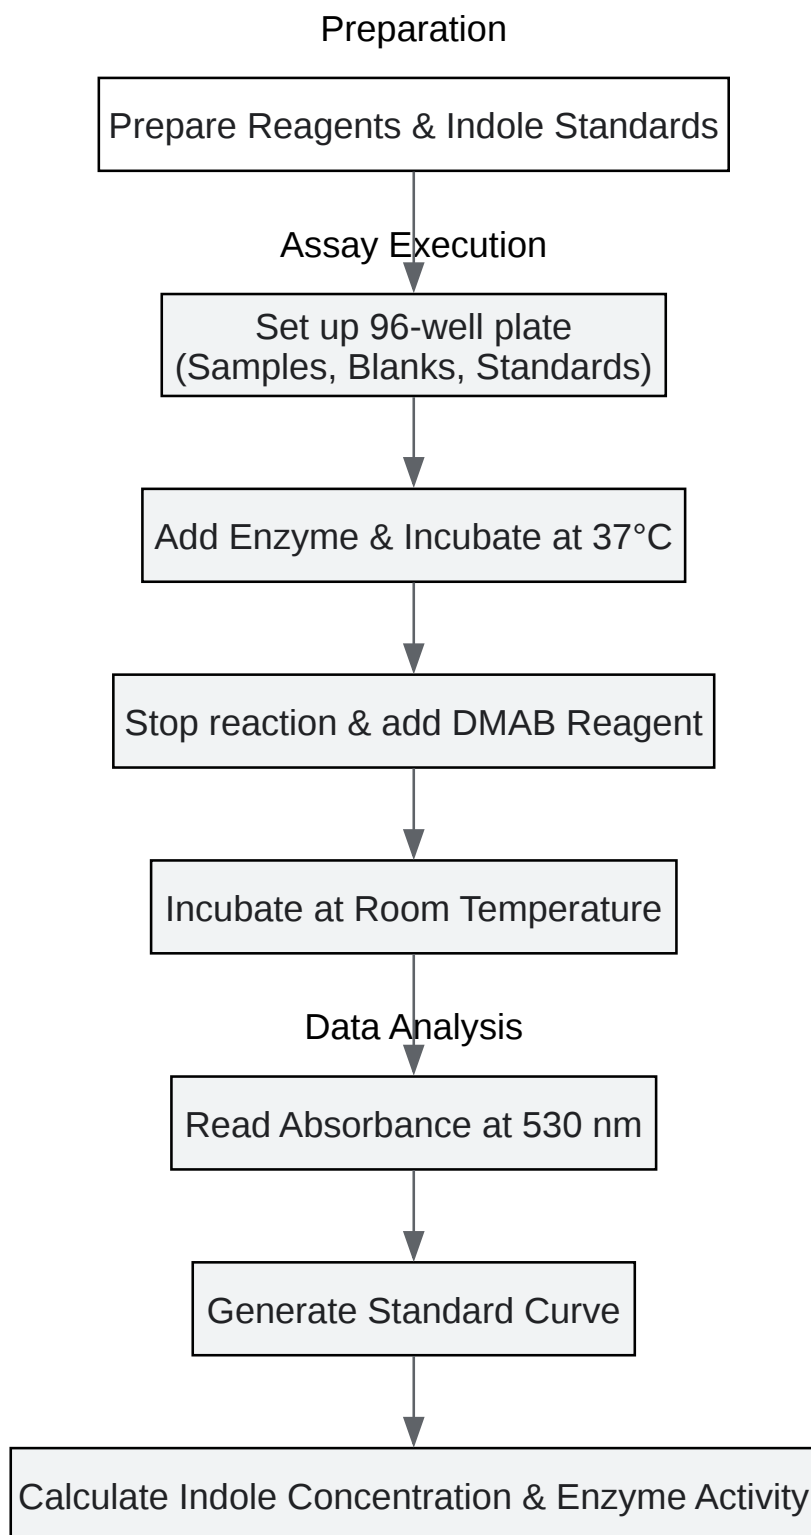 Preparation
Prepare Reagents & Indole Standards
Assay Execution
Set up 96-well plate
(Samples, Blanks, Standards)
Add Enzyme & Incubate at 37°C
Stop reaction & add DMAB Reagent
Incubate at Room Temperature
Data Analysis
Read Absorbance at 530 nm
Generate Standard Curve
Calculate Indole Concentration & Enzyme Activity